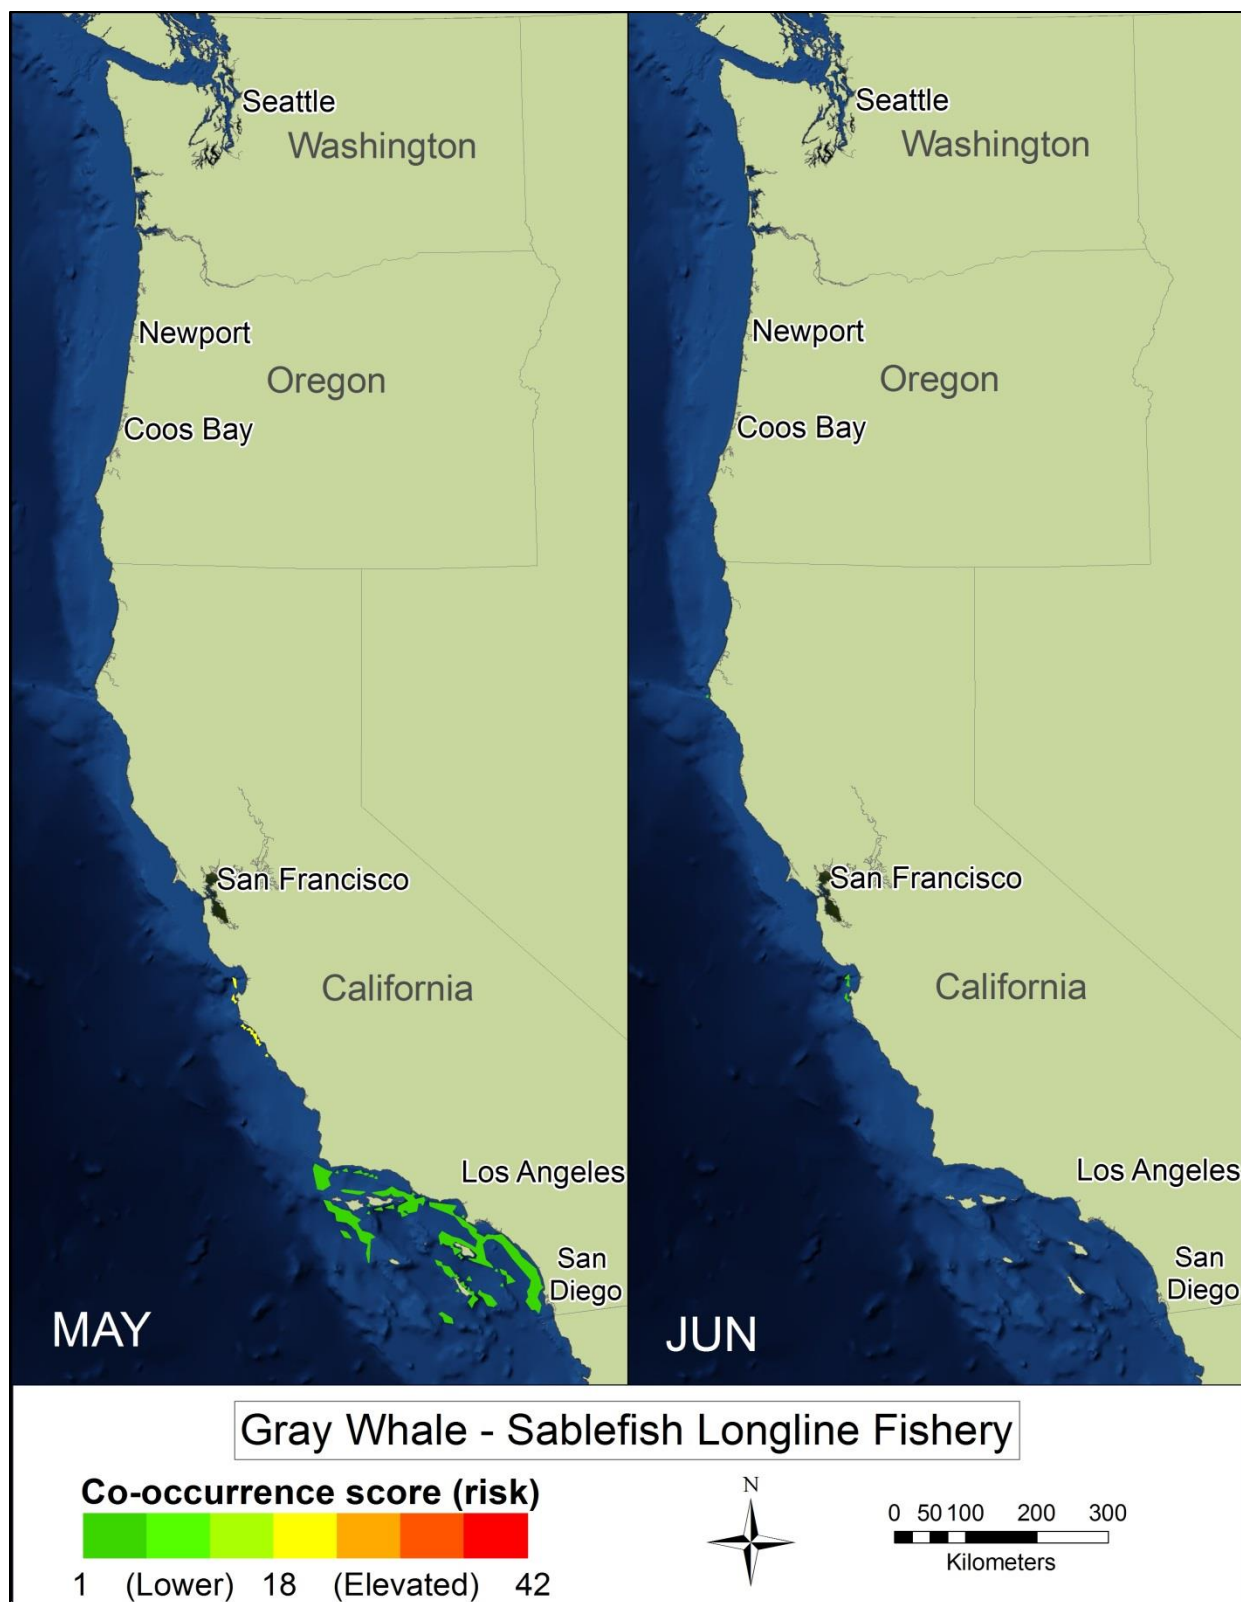 Seattle
Washington
Newport
Oregon
Coos Bay
San Francisco
California
Los Angeles
San
Diego
MAY
Seattle
Washington
Newport
Oregon
Coos Bay
San Francisco
California
Los Angeles
San
Diego
JUN
Gray Whale - Sablefish Longline Fishery
Co-occurrence score (risk)
1 (Lower) 18 (Elevated) 42
N
0 50 100 200 300
Kilometers